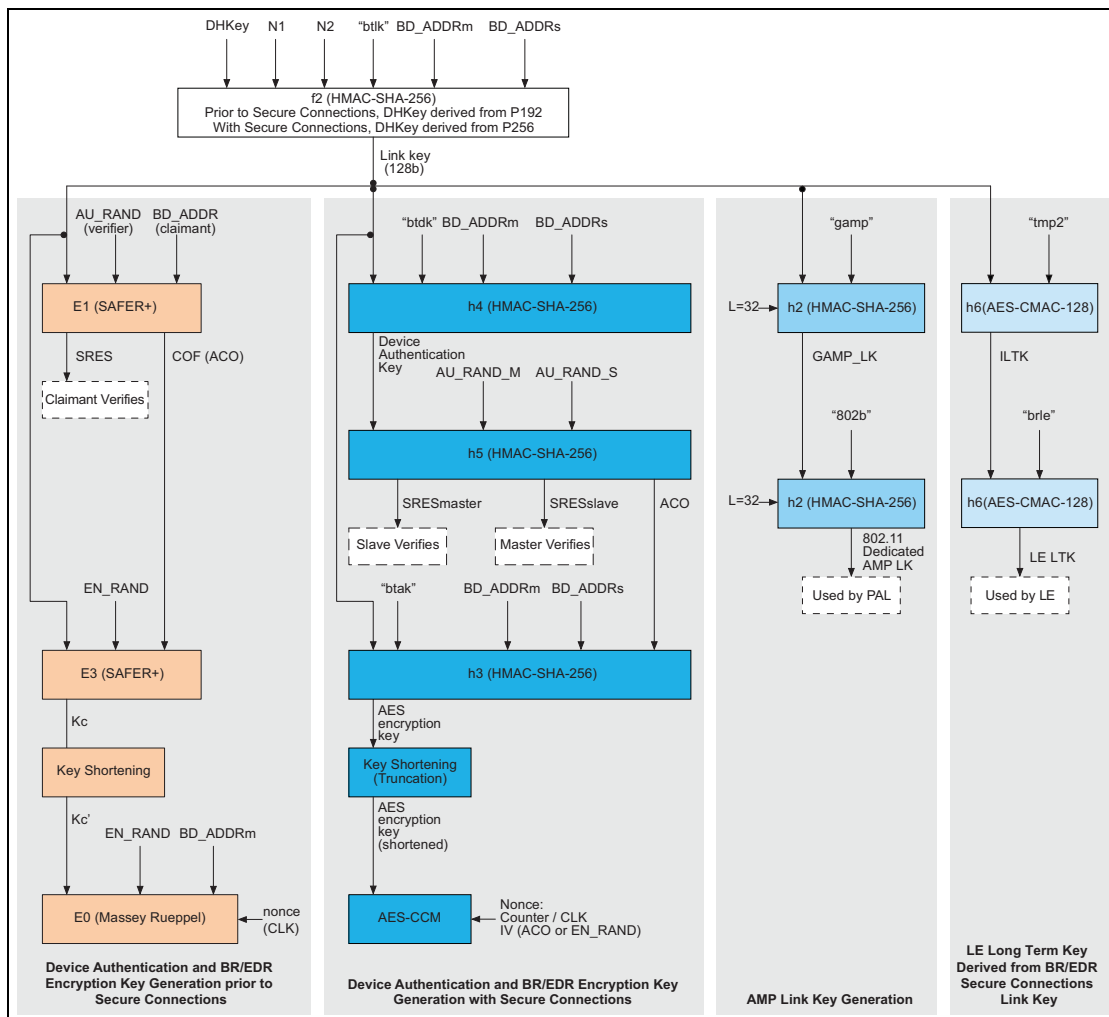 DHKey N1 N2 “btlk” BD_ADDRm BD_ADDRs
f2 (HMAC-SHA-256)
Prior to Secure Connections, DHKey derived from P192
With Secure Connections, DHKey derived from P256
Link key
(128b)
AU_RAND
(verifier)
BD_ADDR
(claimant)
E1 (SAFER+)
SRES
COF (ACO)
Claimant Verifies
EN_RAND
E3 (SAFER+)
Kc
Key Shortening
Kc’
EN_RAND BD_ADDRm
E0 (Massey Rueppel)
nonce
(CLK)
Device Authentication and BR/EDR
Encryption Key Generation prior to
Secure Connections
“btdk” BD_ADDRm BD_ADDRs
h4 (HMAC-SHA-256)
Device
Authentication
Key
AU_RAND_M AU_RAND_S
h5 (HMAC-SHA-256)
SRESmaster
SRESslave
ACO
Slave Verifies
Master Verifies
“btak” BD_ADDRm BD_ADDRs
h3 (HMAC-SHA-256)
AES
encryption
key
Key Shortening
(Truncation)
AES
encryption
key
(shortened)
AES-CCM
Nonce:
Counter / CLK
IV (ACO or EN_RAND)
Device Authentication and BR/EDR Encryption Key
Generation with Secure Connections
“gamp”
L=32
h2 (HMAC-SHA-256)
GAMP_LK
“802b”
L=32
h2 (HMAC-SHA-256)
802.11
Dedicated
AMP LK
Used by PAL
AMP Link Key Generation
“tmp2”
h6(AES-CMAC-128)
ILTK
“brle”
h6(AES-CMAC-128)
LE LTK
Used by LE
LE Long Term Key
Derived from BR/EDR
Secure Connections
Link Key